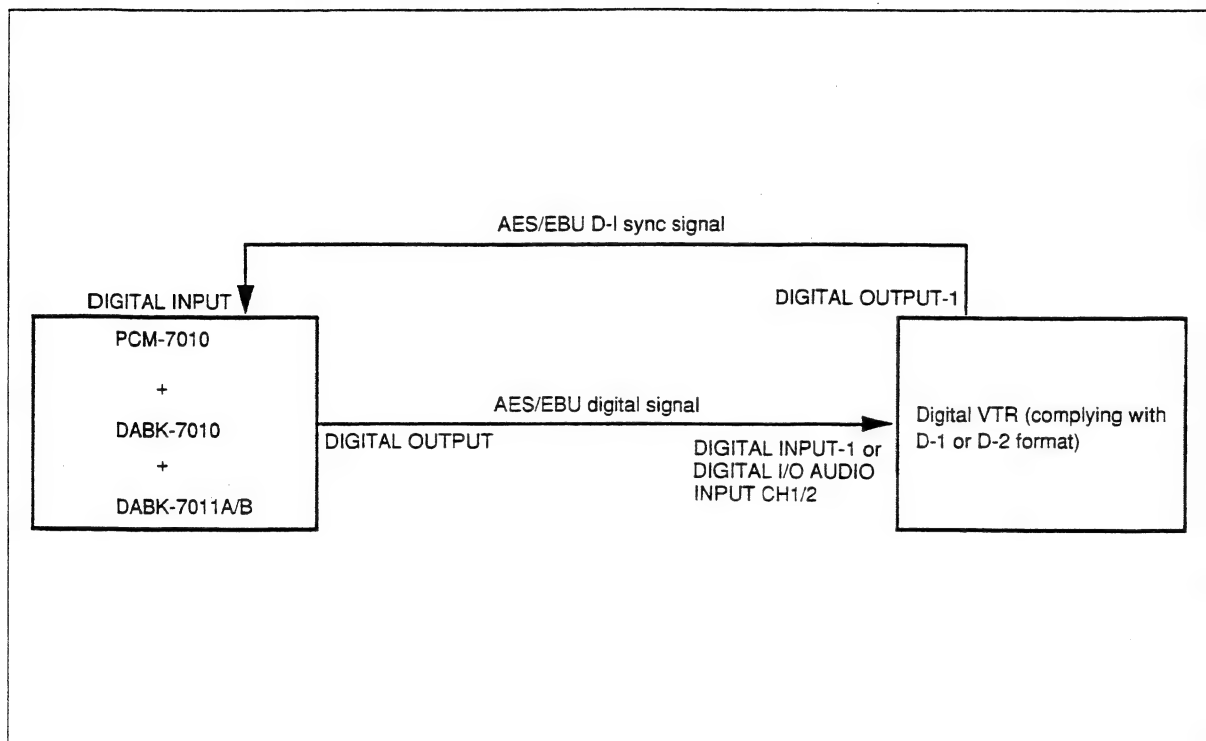 AES/EBU D-I sync signal
DIGITAL INPUT
DIGITAL OUTPUT-1
PCM-7010
+
DABK-7010
+
DABK-7011A/B
AES/EBU digital signal
DIGITAL OUTPUT
DIGITAL INPUT-1 or
DIGITAL I/O AUDIO
INPUT CH1/2
Digital VTR (complying with
D-1 or D-2 format)